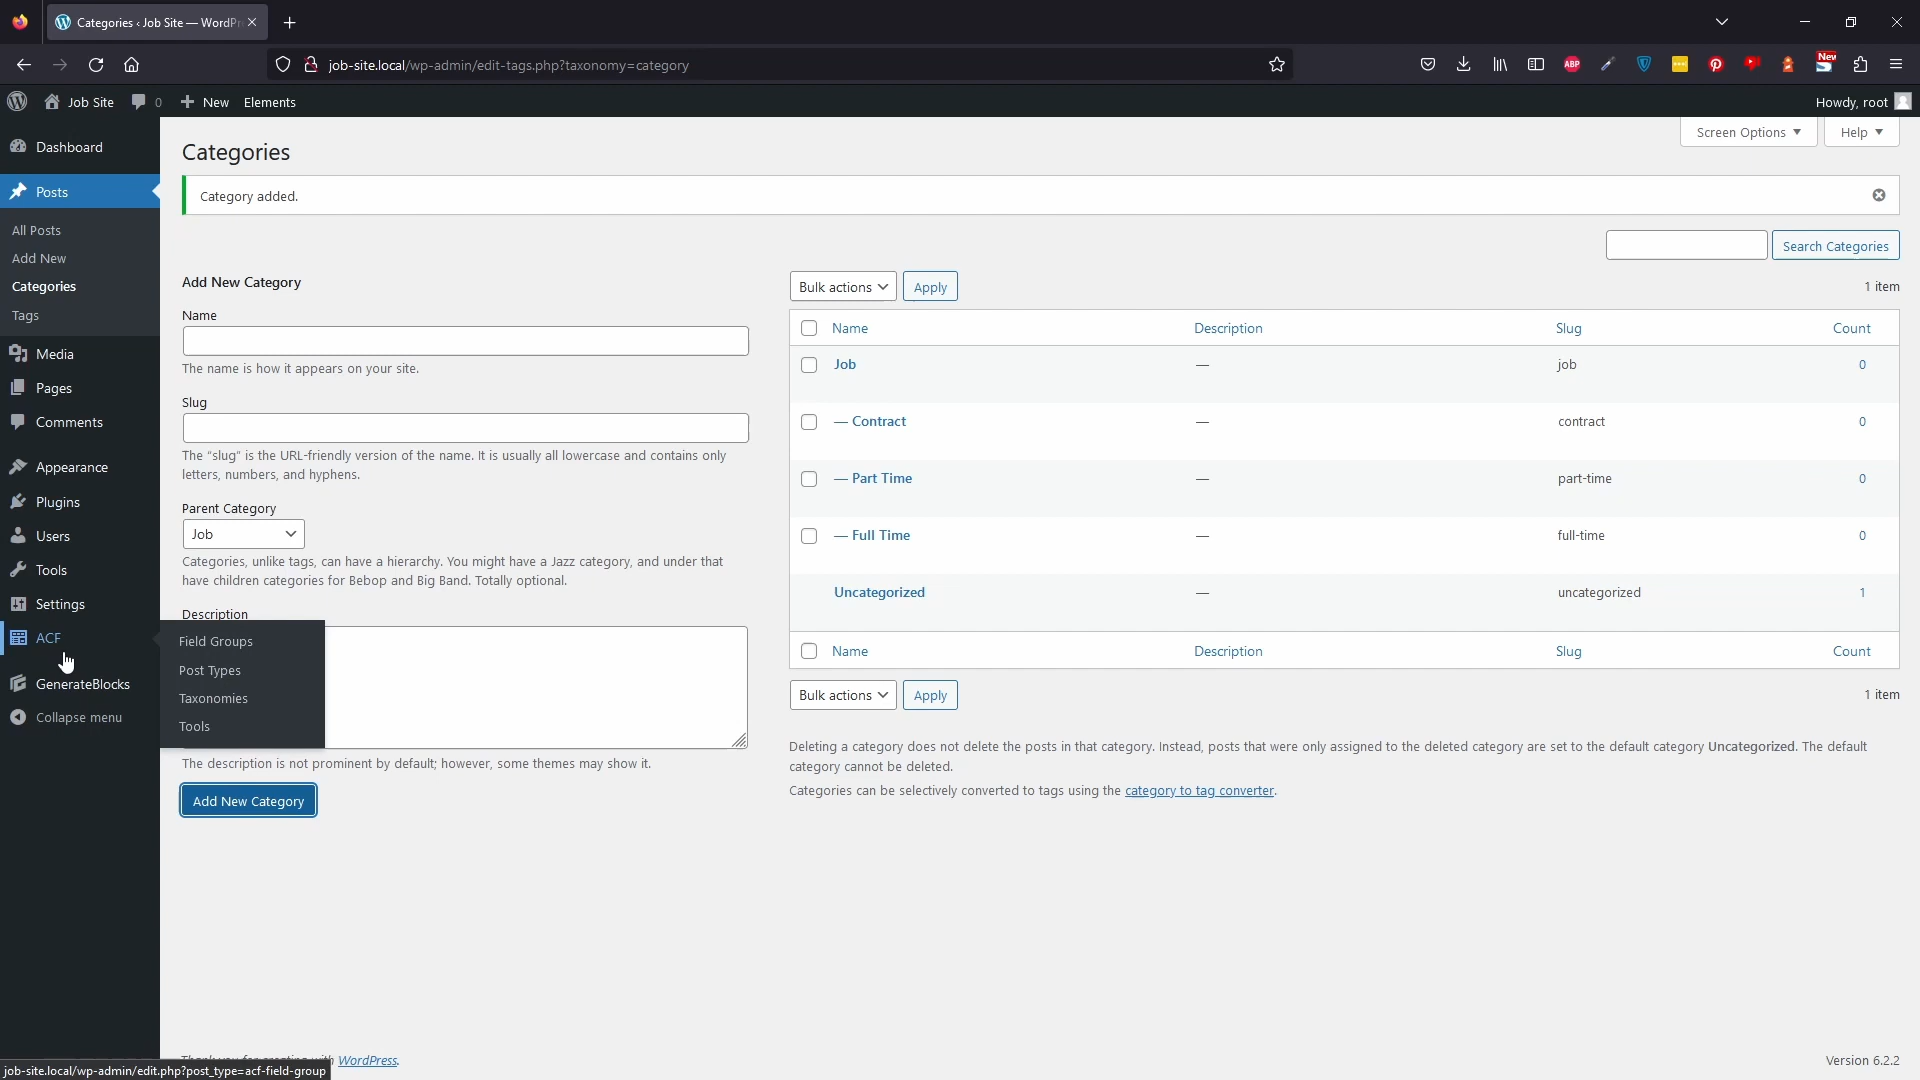 Categories ‹ Job Site — WordPr
job-site.local/wp-admin/edit-tags.php?taxonomy=category
ABP
New
Job Site
0
New
Elements
Howdy, root
Dashboard
Posts
All Posts
Add New
Categories
Tags
Media
Pages
Comments
Appearance
Plugins
Users
Tools
Settings
ACF
GenerateBlocks
Collapse menu
Field Groups
Post Types
Taxonomies
Tools
Screen Options
Help
Categories
Category added.
Search Categories
Add New Category
Name
The name is how it appears on your site.
Slug
The “slug” is the URL-friendly version of the name. It is usually all lowercase and contains only
letters, numbers, and hyphens.
Parent Category
Job
Categories, unlike tags, can have a hierarchy. You might have a Jazz category, and under that
have children categories for Bebop and Big Band. Totally optional.
Description
The description is not prominent by default; however, some themes may show it.
Add New Category
Bulk actions
Apply
1 item
Name Description Slug Count
Job — job 0
— Contract — contract 0
— Part Time — part-time 0
— Full Time — full-time 0
Uncategorized — uncategorized 1
Name Description Slug Count
Bulk actions
Apply
1 item
Deleting a category does not delete the posts in that category. Instead, posts that were only assigned to the deleted category are set to the default category Uncategorized. The default
category cannot be deleted.
Categories can be selectively converted to tags using the category to tag converter.
Thank you for creating with WordPress.
Version 6.2.2
job-site.local/wp-admin/edit.php?post_type=acf-field-group